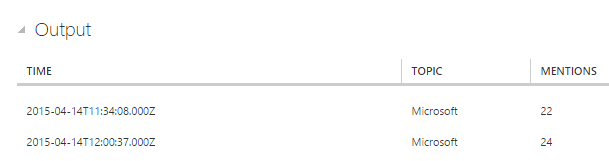 Output
TIME TOPIC MENTIONS
2015-04-14T11:34:08.000Z Microsoft 22
2015-04-14T12:00:37.000Z Microsoft 24